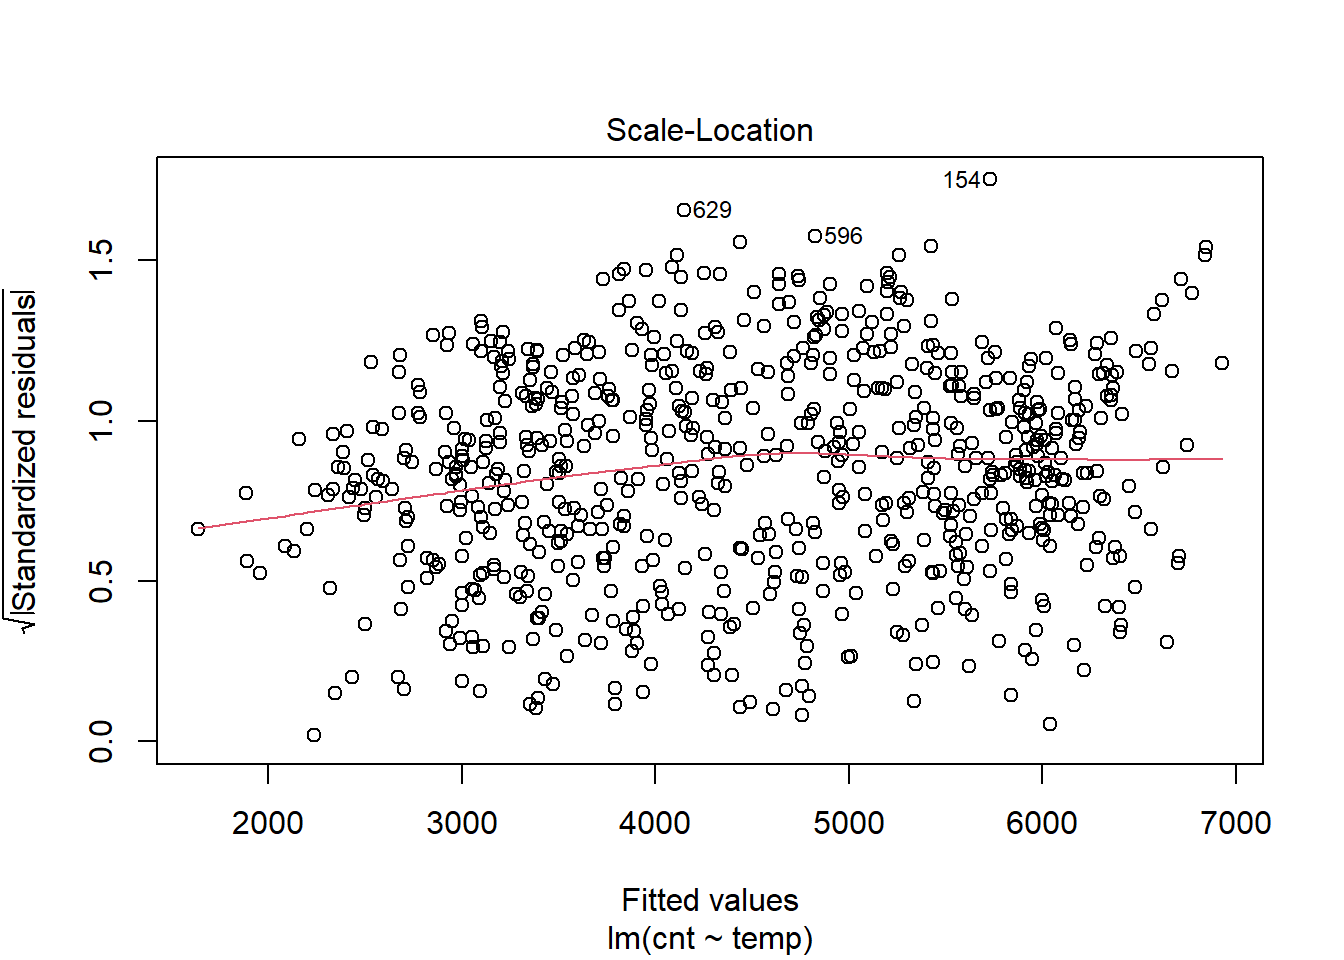 Scale-Location
154
629
596
√|Standardized residuals|
0.0 0.5 1.0 1.5
2000 3000 4000 5000 6000 7000
Fitted values
lm(cnt ~ temp)